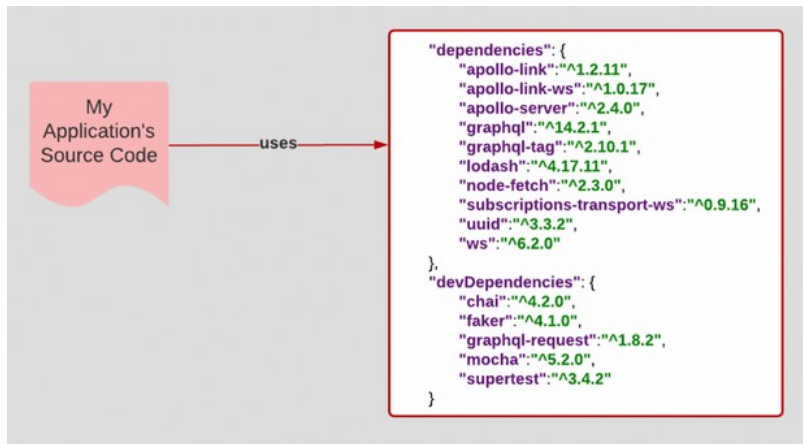 My
Application's
Source Code
uses
"dependencies": {
"apollo-link":"^1.2.11",
"apollo-link-ws":"^1.0.17",
"apollo-server":"^2.4.0",
"graphql":"^14.2.1",
"graphql-tag":"^2.10.1",
"lodash":"^4.17.11",
"node-fetch":"^2.3.0",
"subscriptions-transport-ws":"^0.9.16",
"uuid":"^3.3.2",
"ws":"^6.2.0"
},
"devDependencies": {
"chai":"^4.2.0",
"faker":"^4.1.0",
"graphql-request":"^1.8.2",
"mocha":"^5.2.0",
"supertest":"^3.4.2"
}